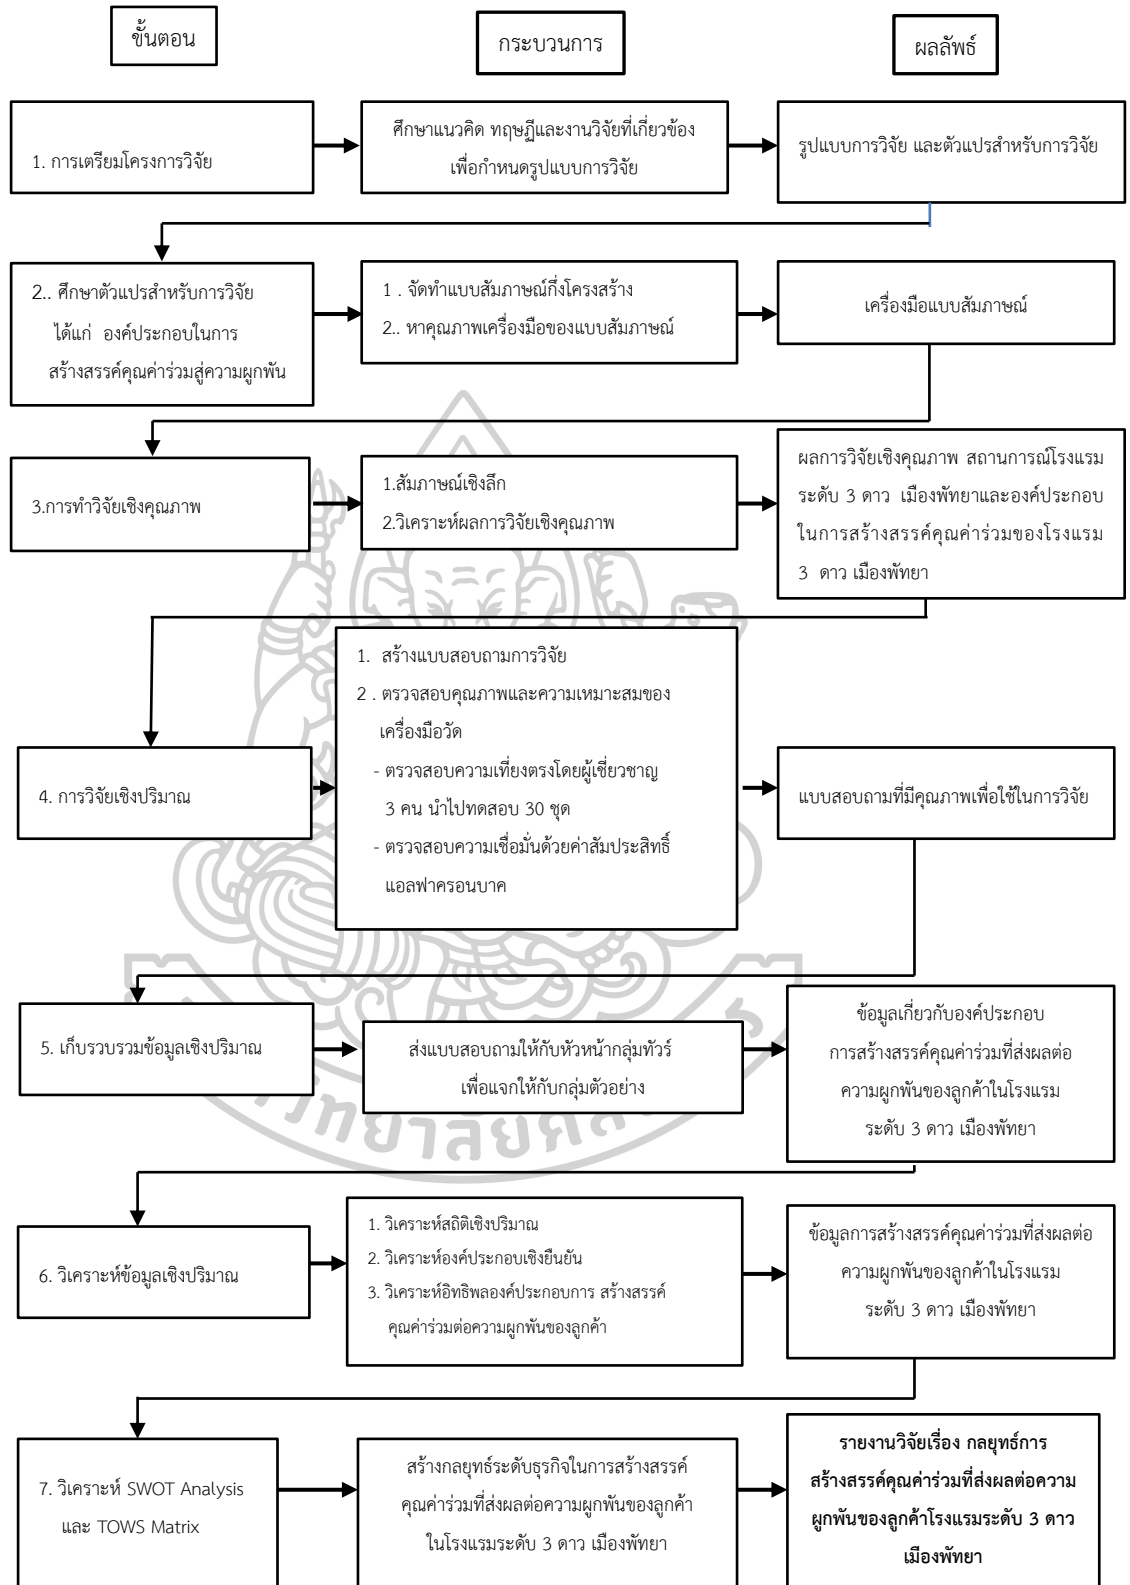 ขั้นตอน
กระบวนการ
ผลลัพธ์
1. การเตรียมโครงการวิจัย
ศึกษาแนวคิด ทฤษฏีและงานวิจัยที่เกี่ยวข้อง
เพื่อกำหนดรูปแบบการวิจัย
รูปแบบการวิจัย และตัวแปรสำหรับการวิจัย
2.. ศึกษาตัวแปรสำหรับการวิจัย
ได้แก่ องค์ประกอบในการ
สร้างสรรค์คุณค่าร่วมสู่ความผูกพัน
1 . จัดทำแบบสัมภาษณ์กึ่งโครงสร้าง
2.. หาคุณภาพเครื่องมือของแบบสัมภาษณ์
เครื่องมือแบบสัมภาษณ์
3.การทำวิจัยเชิงคุณภาพ
1.สัมภาษณ์เชิงลึก
2.วิเคราะห์ผลการวิจัยเชิงคุณภาพ
ผลการวิจัยเชิงคุณภาพ สถานการณ์โรงแรม
ระดับ 3 ดาว เมืองพัทยาและองค์ประกอบ
ในการสร้างสรรค์คุณค่าร่วมของโรงแรม
3 ดาว เมืองพัทยา
4. การวิจัยเชิงปริมาณ
1. สร้างแบบสอบถามการวิจัย
2 . ตรวจสอบคุณภาพและความเหมาะสมของ
เครื่องมือวัด
- ตรวจสอบความเที่ยงตรงโดยผู้เชี่ยวชาญ
3 คน นำไปทดสอบ 30 ชุด
- ตรวจสอบความเชื่อมั่นด้วยค่าสัมประสิทธิ์
แอลฟาครอนบาค
แบบสอบถามที่มีคุณภาพเพื่อใช้ในการวิจัย
5. เก็บรวบรวมข้อมูลเชิงปริมาณ
ส่งแบบสอบถามให้กับหัวหน้ากลุ่มทัวร์
เพื่อแจกให้กับกลุ่มตัวอย่าง
ข้อมูลเกี่ยวกับองค์ประกอบ
การสร้างสรรค์คุณค่าร่วมที่ส่งผลต่อ
ความผูกพันของลูกค้าในโรงแรม
ระดับ 3 ดาว เมืองพัทยา
6. วิเคราะห์ข้อมูลเชิงปริมาณ
1. วิเคราะห์สถิติเชิงปริมาณ
2. วิเคราะห์องค์ประกอบเชิงยืนยัน
3. วิเคราะห์อิทธิพลองค์ประกอบการ สร้างสรรค์
คุณค่าร่วมต่อความผูกพันของลูกค้า
ข้อมูลการสร้างสรรค์คุณค่าร่วมที่ส่งผลต่อ
ความผูกพันของลูกค้าในโรงแรม
ระดับ 3 ดาว เมืองพัทยา
7. วิเคราะห์ SWOT Analysis
และ TOWS Matrix
สร้างกลยุทธ์ระดับธุรกิจในการสร้างสรรค์
คุณค่าร่วมที่ส่งผลต่อความผูกพันของลูกค้า
ในโรงแรมระดับ 3 ดาว เมืองพัทยา
รายงานวิจัยเรื่อง กลยุทธ์การ
สร้างสรรค์คุณค่าร่วมที่ส่งผลต่อความ
ผูกพันของลูกค้าโรงแรมระดับ 3 ดาว
เมืองพัทยา